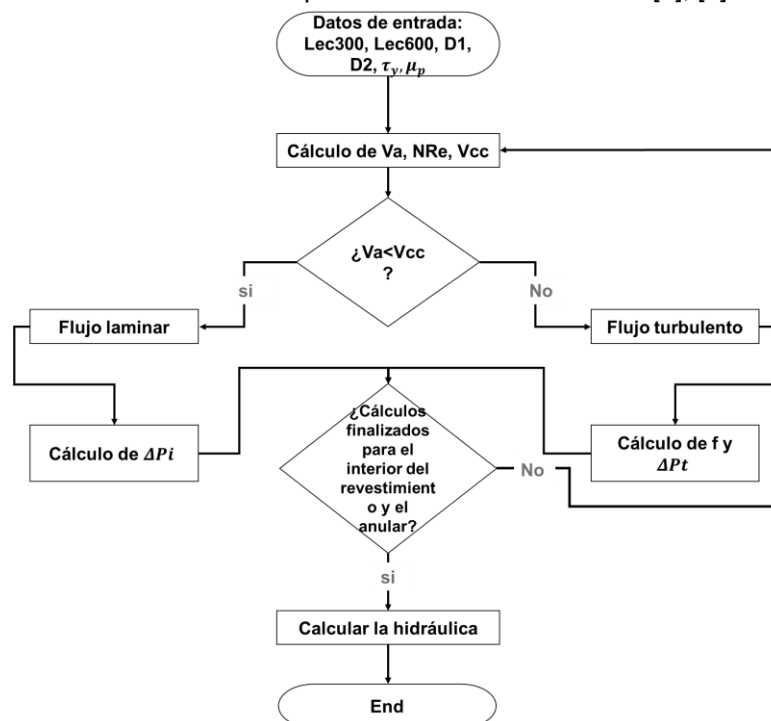 Datos de entrada:
Lec300, Lec600, D1,
D2, τy, μp
Cálculo de Va, NRe, Vcc
¿Va<Vcc
?
si
No
Flujo laminar
Flujo turbulento
Cálculo de ΔPi
¿Cálculos
finalizados
para el
interior del
revestimient
o y el
anular?
Cálculo de f y
ΔPt
No
si
Calcular la hidráulica
End